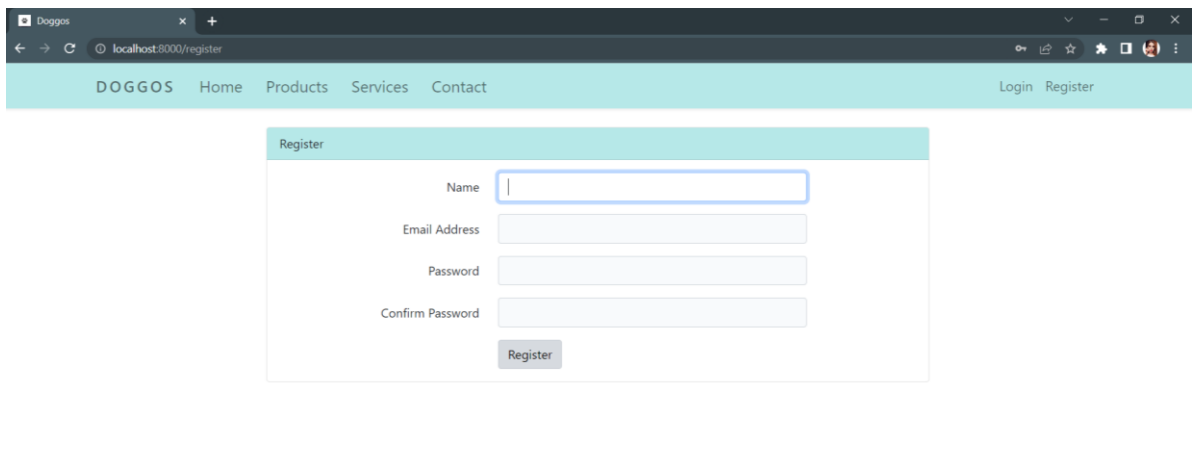 Doggos
localhost:8000/register
DOGGOS Home Products Services Contact Login Register
Register
Name
Email Address
Password
Confirm Password
Register